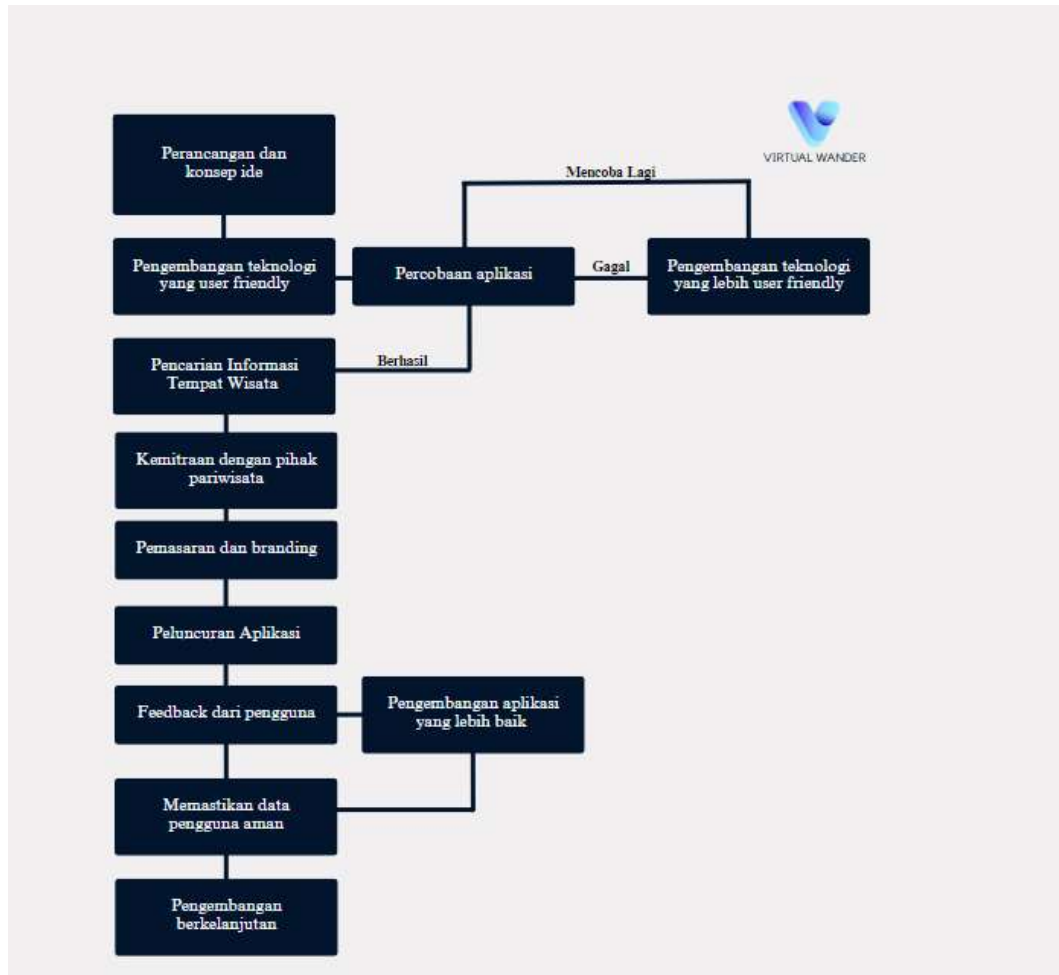 VIRTUAL WANDER
Perancangan dan
konsep ide
Mencoba Lagi
Pengembangan teknologi
yang user friendly
Percobaan aplikasi
Gagal
Pengembangan teknologi
yang lebih user friendly
Berhasil
Pencarian Informasi
Tempat Wisata
Kemitraan dengan pihak
pariwisata
Pemasaran dan branding
Peluncuran Aplikasi
Feedback dari pengguna
Pengembangan aplikasi
yang lebih baik
Memastikan data
pengguna aman
Pengembangan
berkelanjutan